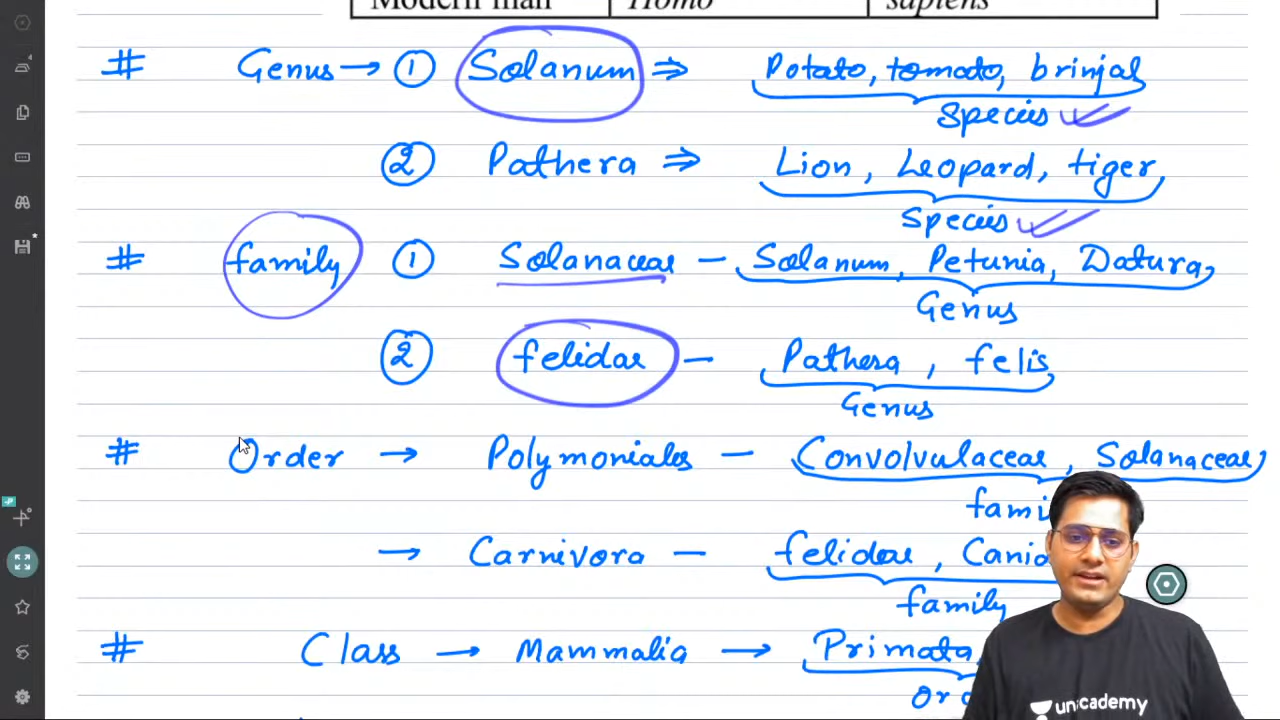 Modern man Homo sapiens
# Genus → ① Solanum ⇒ Potato, tomato, brinjal
Species ✓
② Pathera ⇒ Lion, Leopard, tiger,
Species ✓
# family ① Solanaceae – Solanum, Petunia, Datura,
Genus
② felidae – Pathera, felis
Genus
# Order → Polymoniales – Convolvulaceae, Solanaceae,
→ Carnivora – felidae,
family
# Class → Mammalia → Primata,
unacademy